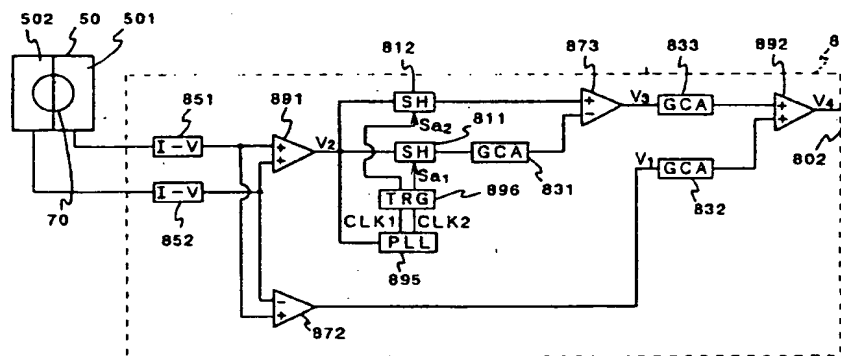 502 50 501
812
873
833
892
8
SH
V3
GCA
V4
851
891
Sa2
811
802
I-V
V2
SH
GCA
V1
Sa1
831
GCA
I-V
TRG
896
832
70
852
CLK1
CLK2
PLL
895
872